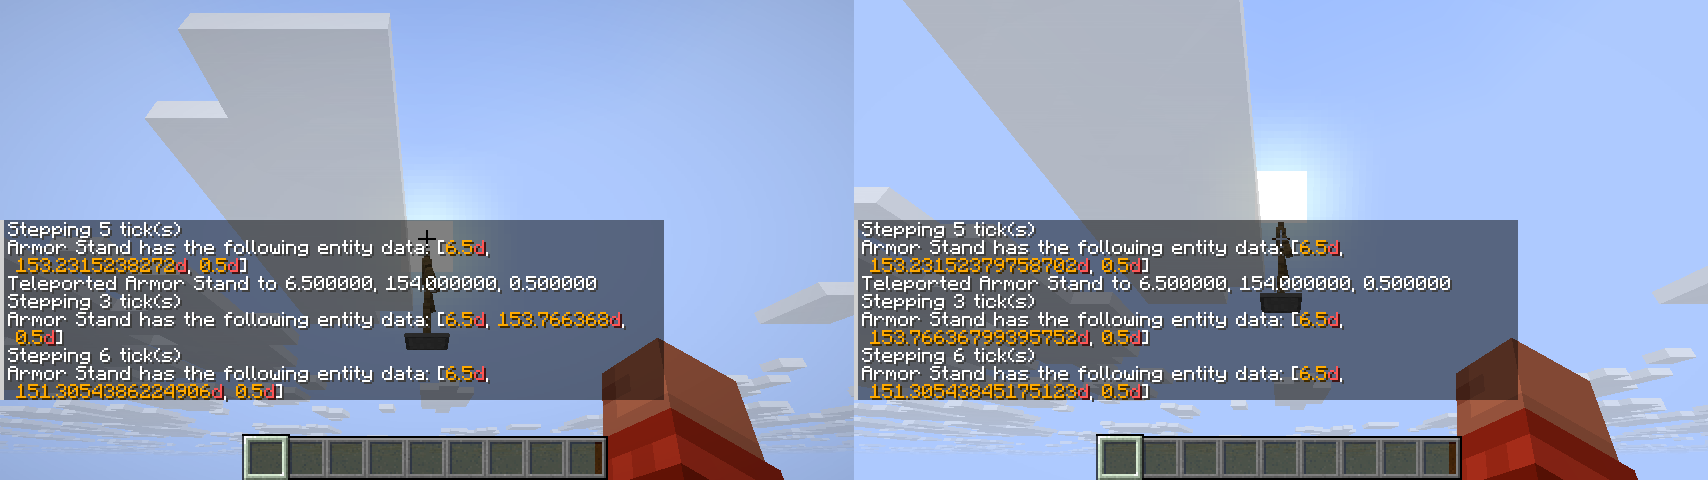 Stepping 5 tick(s)
Armor Stand has the following entity data: [6.5d,
153.2315238272d, 0.5d]
Teleported Armor Stand to 6.500000, 154.000000, 0.500000
Stepping 3 tick(s)
Armor Stand has the following entity data: [6.5d, 153.766368d,
0.5d]
Stepping 6 tick(s)
Armor Stand has the following entity data: [6.5d,
151.3054386224906d, 0.5d]
Stepping 5 tick(s)
Armor Stand has the following entity data: [6.5d,
153.23152379758702d, 0.5d]
Teleported Armor Stand to 6.500000, 154.000000, 0.500000
Stepping 3 tick(s)
Armor Stand has the following entity data: [6.5d,
153.76636799395752d, 0.5d]
Stepping 6 tick(s)
Armor Stand has the following entity data: [6.5d,
151.30543845175123d, 0.5d]